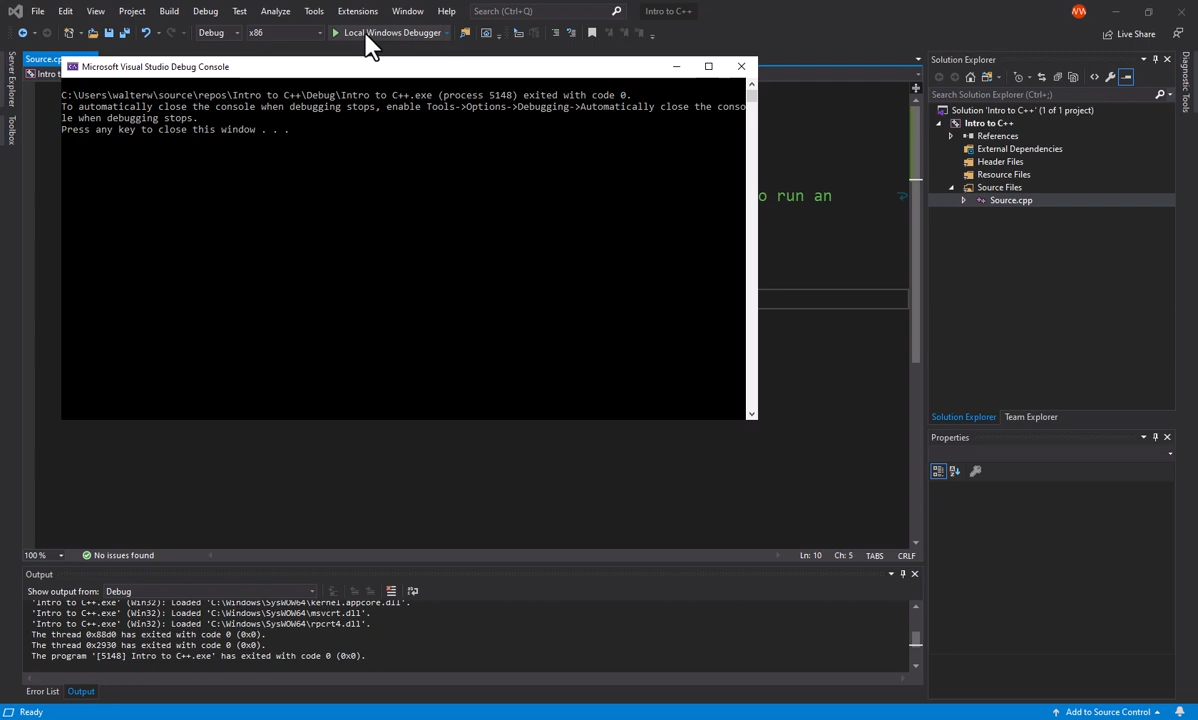 File Edit View Project Build Debug Test Analyze Tools Extensions Window Help Search (Ctrl+Q) Intro to C++ WW
Debug x86 Local Windows Debugger Live Share
Server Explorer
Toolbox
Source.cp
Intro t
Microsoft Visual Studio Debug Console
C:\Users\walterw\source\repos\Intro to C++\Debug\Intro to C++.exe (process 5148) exited with code 0.
To automatically close the console when debugging stops, enable Tools->Options->Debugging->Automatically close the conso
le when debugging stops.
Press any key to close this window . . .
o run an
Solution Explorer
Search Solution Explorer (Ctrl+;)
Solution 'Intro to C++' (1 of 1 project)
Intro to C++
References
External Dependencies
Header Files
Resource Files
Source Files
Source.cpp
Solution Explorer Team Explorer
Properties
Diagnostic Tools
100 % No issues found Ln: 10 Ch: 5 TABS CRLF
Output
Show output from: Debug
'Intro to C++.exe' (Win32): Loaded 'C:\Windows\SysWOW64\kernel.appcore.dll'.
'Intro to C++.exe' (Win32): Loaded 'C:\Windows\SysWOW64\msvcrt.dll'.
'Intro to C++.exe' (Win32): Loaded 'C:\Windows\SysWOW64\rpcrt4.dll'.
The thread 0x88d0 has exited with code 0 (0x0).
The thread 0x2930 has exited with code 0 (0x0).
The program '[5148] Intro to C++.exe' has exited with code 0 (0x0).
Error List Output
Ready Add to Source Control